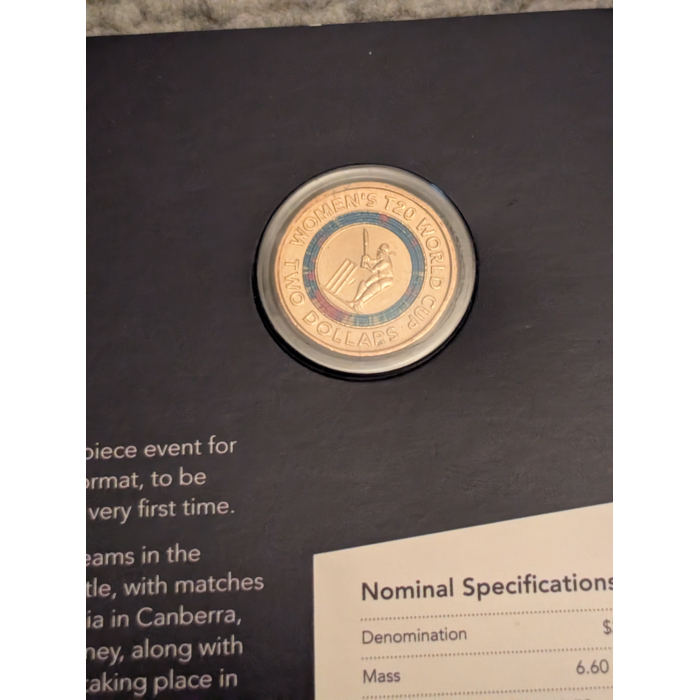 WOMEN'S T20 WORLD CUP
TWO DOLLARS
piece event for
ormat, to be
very first time.
eams in the
tle, with matches
ia in Canberra,
ney, along with
taking place in
Nominal Specifications
Denomination $
Mass 6.60